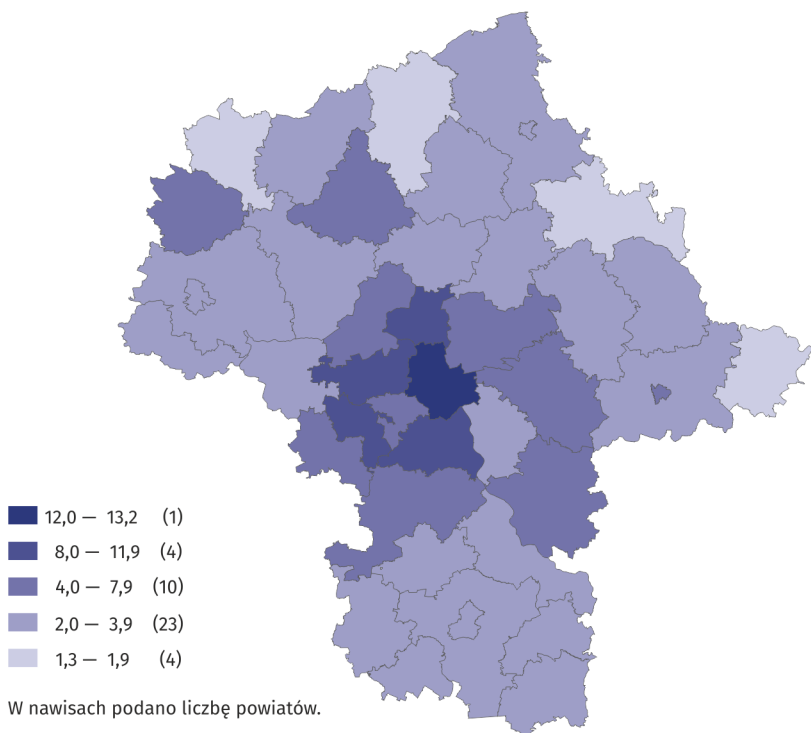 12,0 — 13,2 (1)
8,0 — 11,9 (4)
4,0 — 7,9 (10)
2,0 — 3,9 (23)
1,3 — 1,9 (4)
W nawisach podano liczbę powiatów.